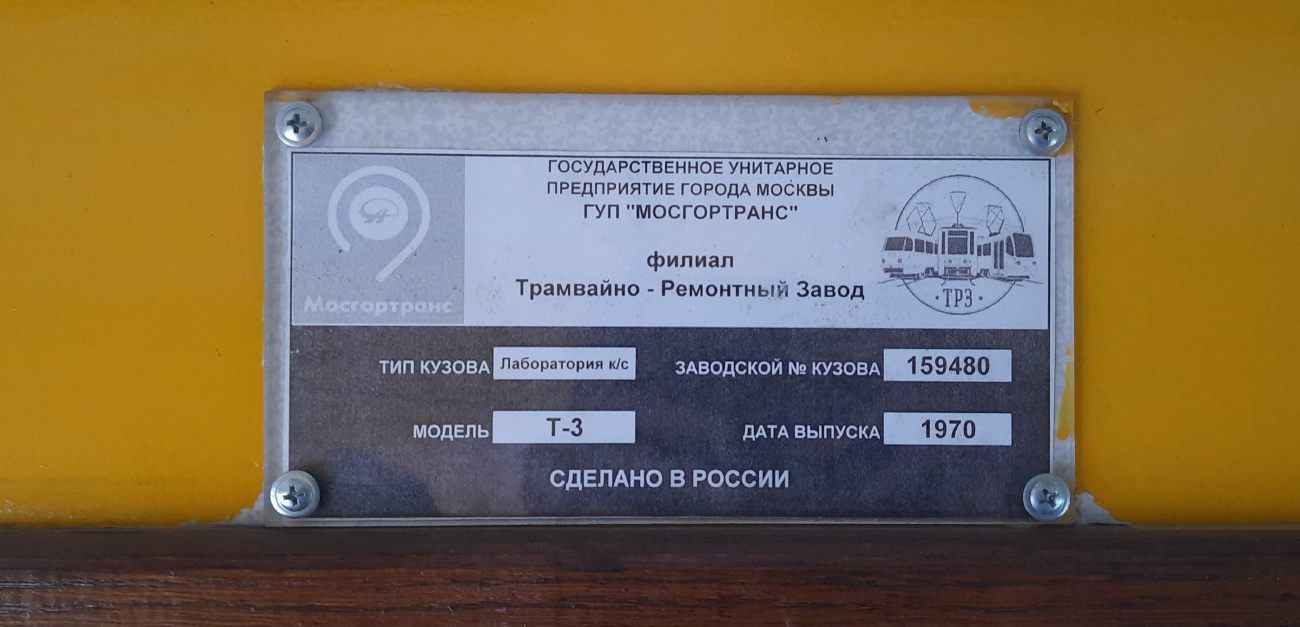 ГОСУДАРСТВЕННОЕ УНИТАРНОЕ
ПРЕДПРИЯТИЕ ГОРОДА МОСКВЫ
ГУП "МОСГОРТРАНС"
Мосгортранс
филиал
Трамвайно - Ремонтный Завод
·ТРЗ·
ТИП КУЗОВА Лаборатория к/с ЗАВОДСКОЙ № КУЗОВА 159480
МОДЕЛЬ Т-3 ДАТА ВЫПУСКА 1970
СДЕЛАНО В РОССИИ